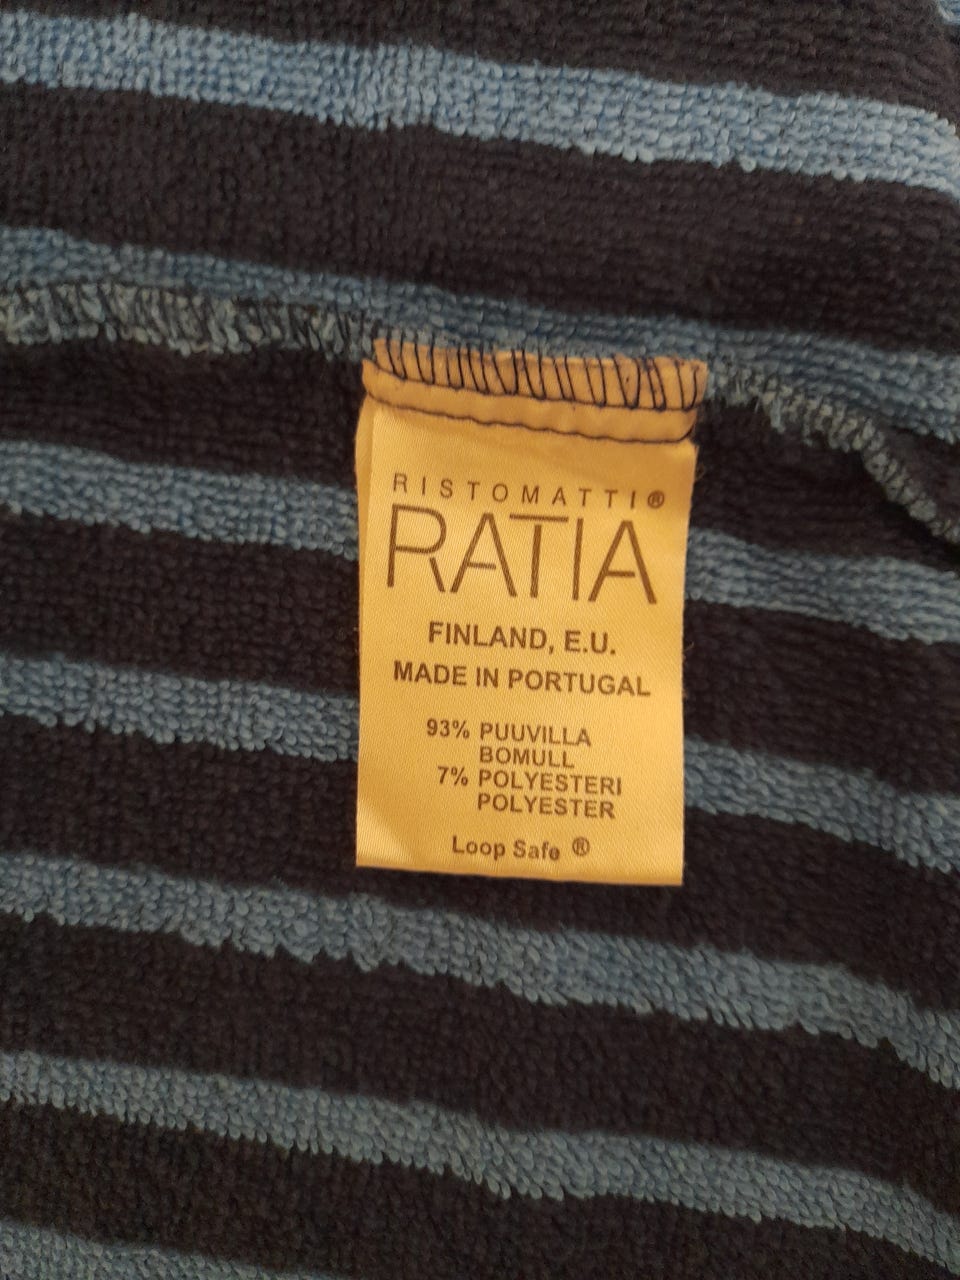 RISTOMATTI®
RATIA
FINLAND, E.U.
MADE IN PORTUGAL
93% PUUVILLA
BOMULL
7% POLYESTERI
POLYESTER
Loop Safe ®